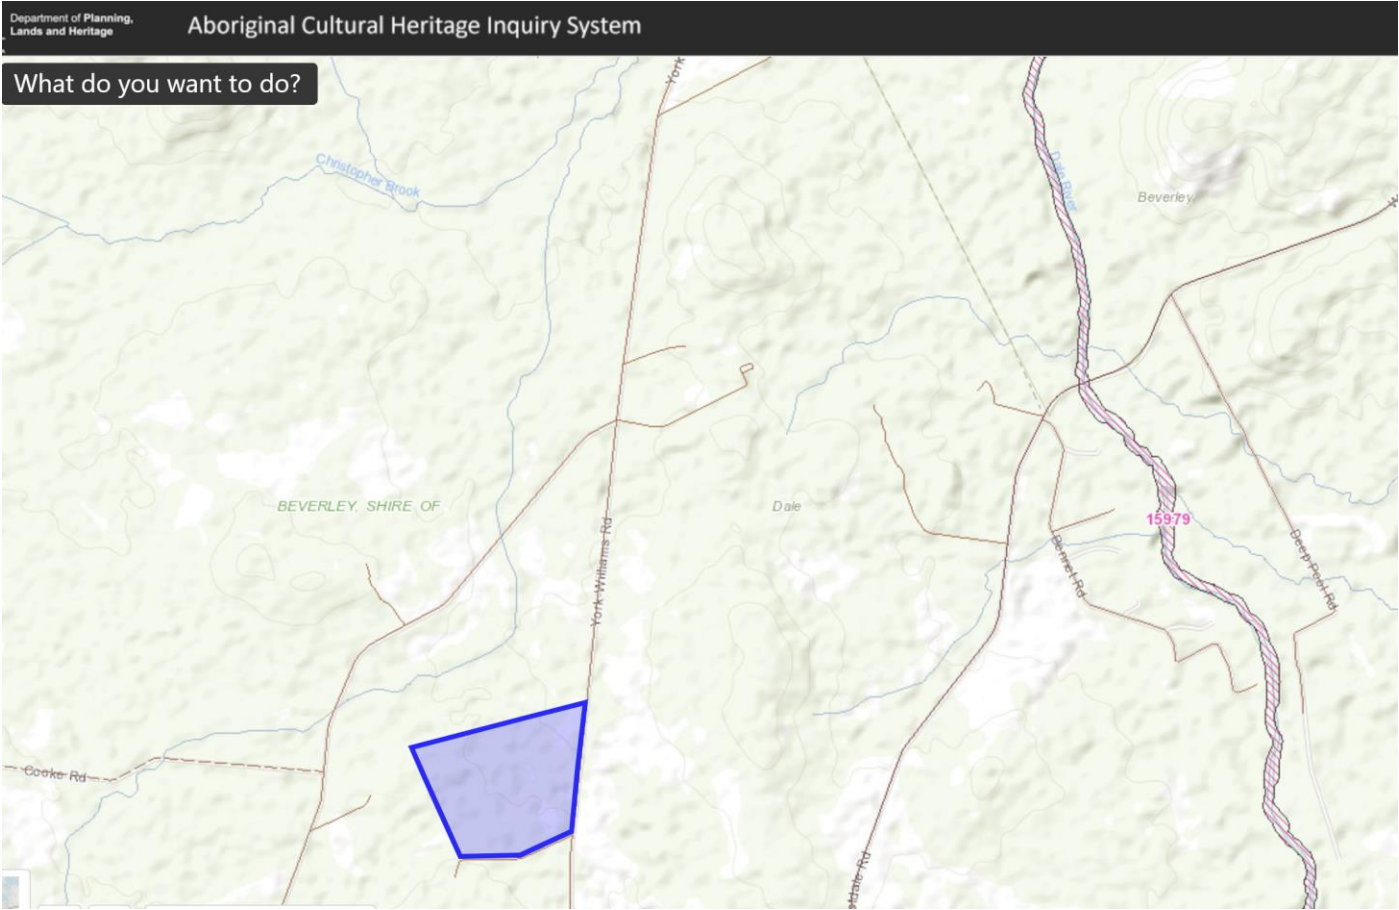 Department of Planning,
Lands and Heritage
Aboriginal Cultural Heritage Inquiry System
What do you want to do?
York
Christopher Brook
Dale River
Beverley
BEVERLEY, SHIRE OF
Dale
15979
York Williams Rd
Bennet Rd
Deep Pool Rd
Cooke Rd